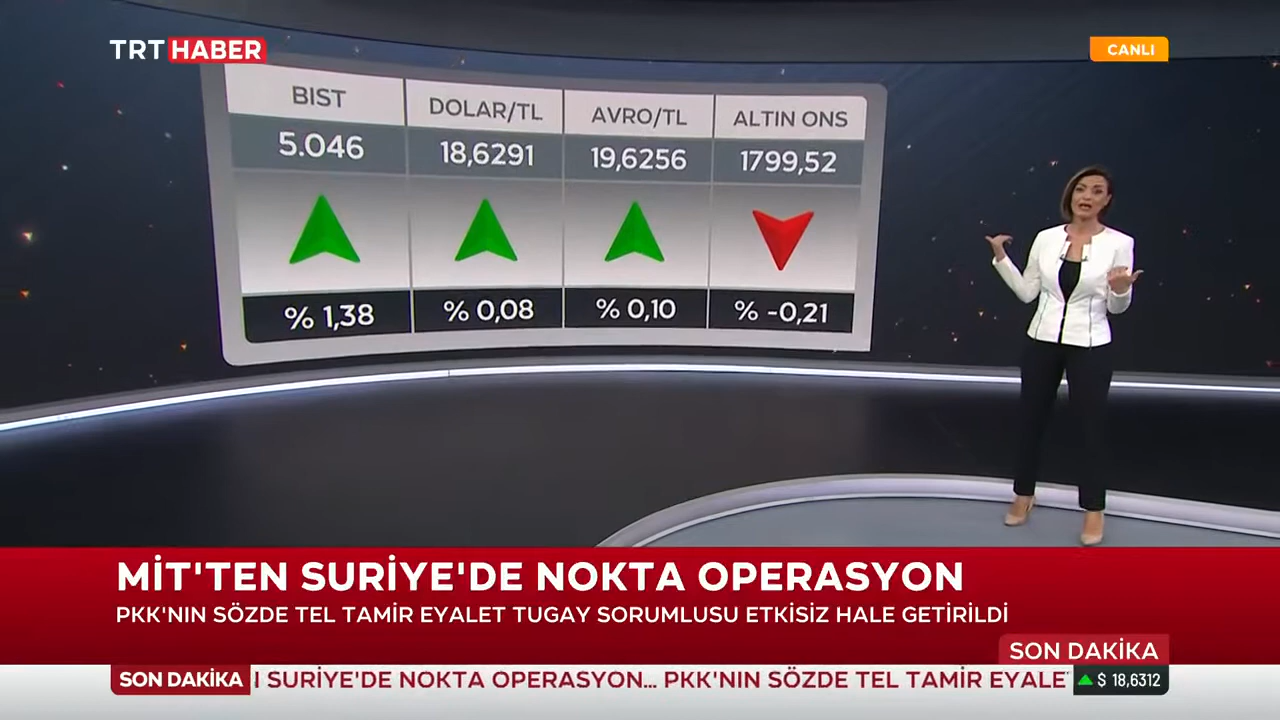 TRT HABER
CANLI
BIST DOLAR/TL AVRO/TL ALTIN ONS
5.046 18,6291 19,6256 1799,52
% 1,38 % 0,08 % 0,10 % -0,21
MİT'TEN SURİYE'DE NOKTA OPERASYON
PKK'NIN SÖZDE TEL TAMİR EYALET TUGAY SORUMLUSU ETKİSİZ HALE GETİRİLDİ
SON DAKİKA
SON DAKİKA SURİYE'DE NOKTA OPERASYON... PKK'NIN SÖZDE TEL TAMİR EYALE $ 18,6312